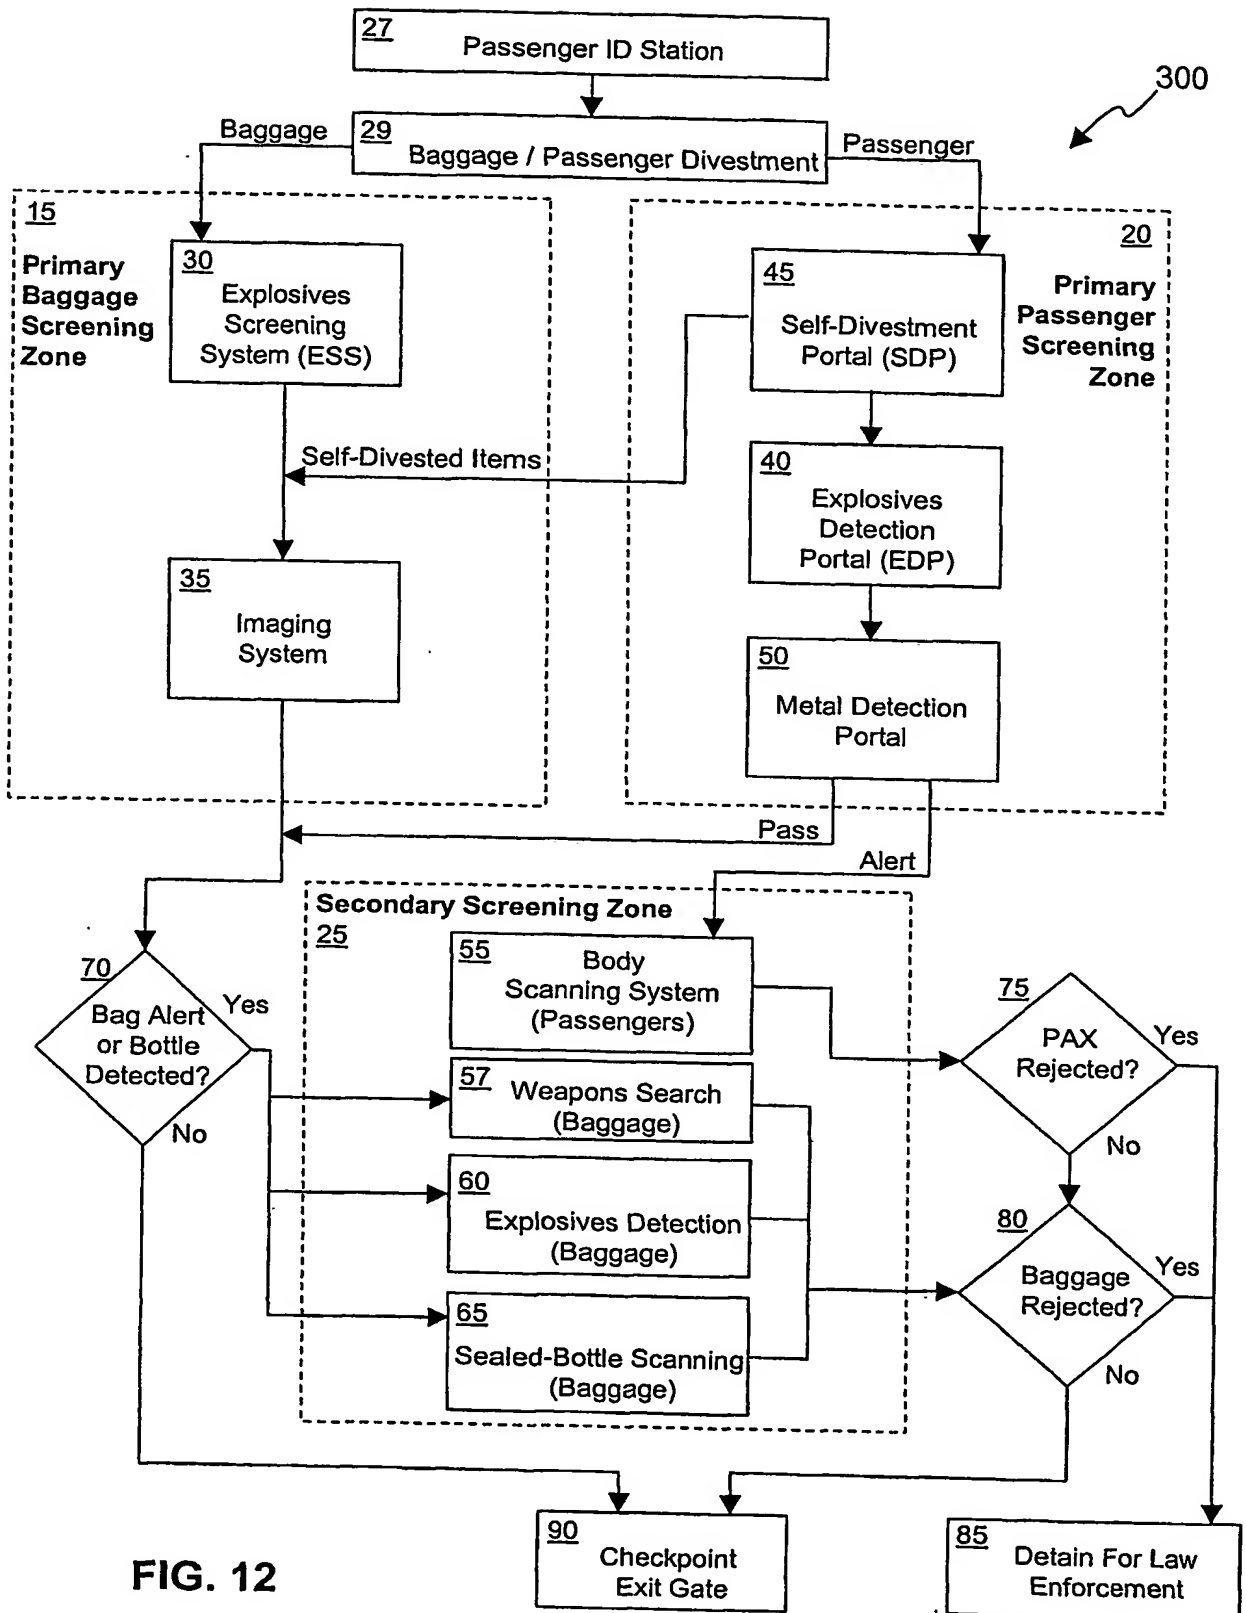 27
Passenger ID Station
300
29
Baggage / Passenger Divestment
Baggage
Passenger
15
Primary
Baggage
Screening
Zone
30
Explosives
Screening
System (ESS)
20
Primary
Passenger
Screening
Zone
45
Self-Divestment
Portal (SDP)
Self-Divested Items
40
Explosives
Detection
Portal (EDP)
35
Imaging
System
50
Metal Detection
Portal
Pass
Alert
Secondary Screening Zone
25
55
Body
Scanning System
(Passengers)
70
Bag Alert
or Bottle
Detected?
Yes
No
57
Weapons Search
(Baggage)
60
Explosives Detection
(Baggage)
65
Sealed-Bottle Scanning
(Baggage)
75
PAX
Rejected?
Yes
No
80
Baggage
Rejected?
Yes
No
90
Checkpoint
Exit Gate
85
Detain For Law
Enforcement
FIG. 12